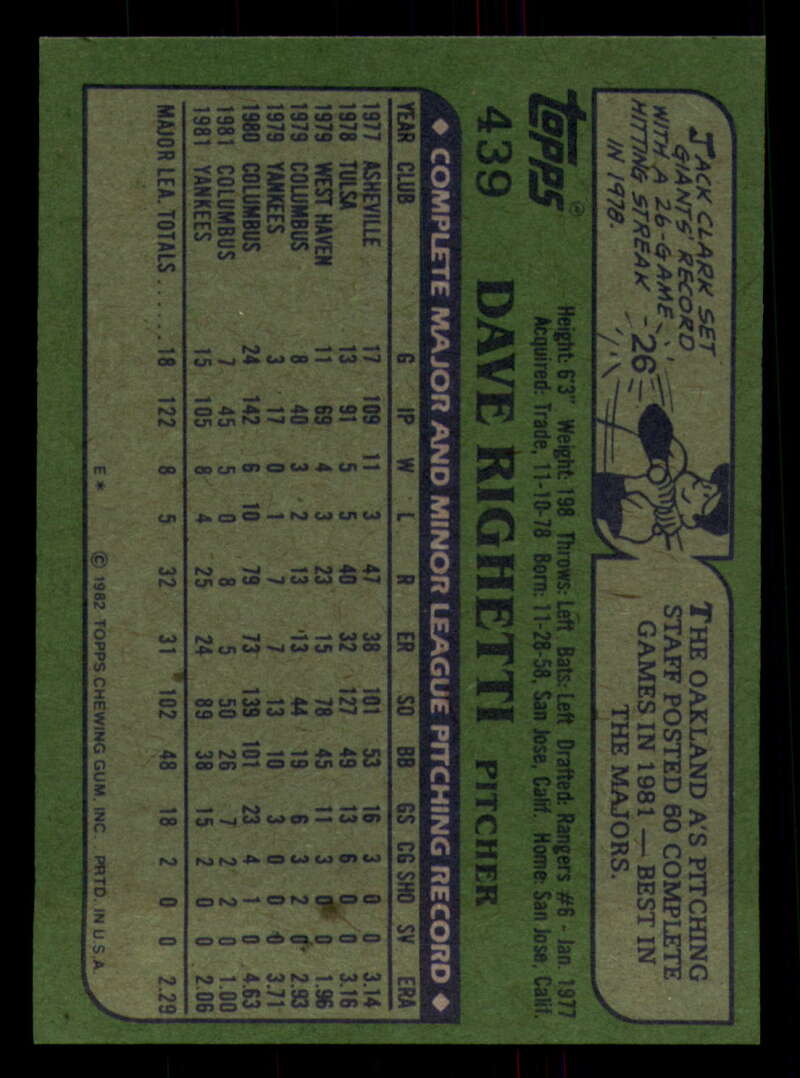 JACK CLARK SET
GIANTS' RECORD
WITH A 26-GAME
HITTING STREAK
IN 1978.
26
THE OAKLAND A'S PITCHING
STAFF POSTED 60 COMPLETE
GAMES IN 1981 — BEST IN
THE MAJORS.
topps®
Height: 6'3" Weight: 198 Throws: Left Bats: Left Drafted: Rangers #6 - Jan. 1977
Acquired: Trade, 11-10-78 Born: 11-28-58, San Jose, Calif. Home: San Jose, Calif.
439 DAVE RIGHETTI PITCHER
◆ COMPLETE MAJOR AND MINOR LEAGUE PITCHING RECORD ◆
YEAR CLUB G IP W L R ER SO BB GS CG SHO SV ERA
1977 ASHEVILLE 17 109 11 3 47 38 101 53 16 3 0 0 3.14
1978 TULSA 13 91 5 5 40 32 127 49 13 6 0 0 3.16
1979 WEST HAVEN 11 69 4 3 23 15 78 45 11 3 0 0 1.96
1979 COLUMBUS 8 40 3 2 13 13 44 19 6 3 2 0 2.93
1979 YANKEES 3 17 0 1 7 7 13 10 3 0 0 0 3.71
1980 COLUMBUS 24 142 6 10 79 73 139 101 23 4 1 0 4.63
1981 COLUMBUS 7 45 5 0 8 5 50 26 7 2 2 0 1.00
1981 YANKEES 15 105 8 4 25 24 89 38 15 2 0 0 2.06
MAJOR LEA. TOTALS...... 18 122 8 5 32 31 102 48 18 2 0 0 2.29
E* © 1982 TOPPS CHEWING GUM, INC. PRTD. IN U.S.A.